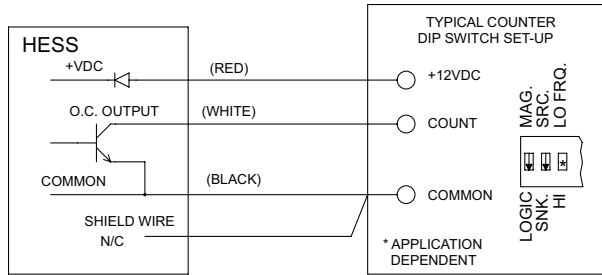 HESS
+VDC
(RED)
O.C. OUTPUT
(WHITE)
COMMON
(BLACK)
SHIELD WIRE
N/C
TYPICAL COUNTER
DIP SWITCH SET-UP
+12VDC
COUNT
COMMON
MAG.
SRC.
LO FRQ.
*
LOGIC
SNK.
HI
* APPLICATION
DEPENDENT